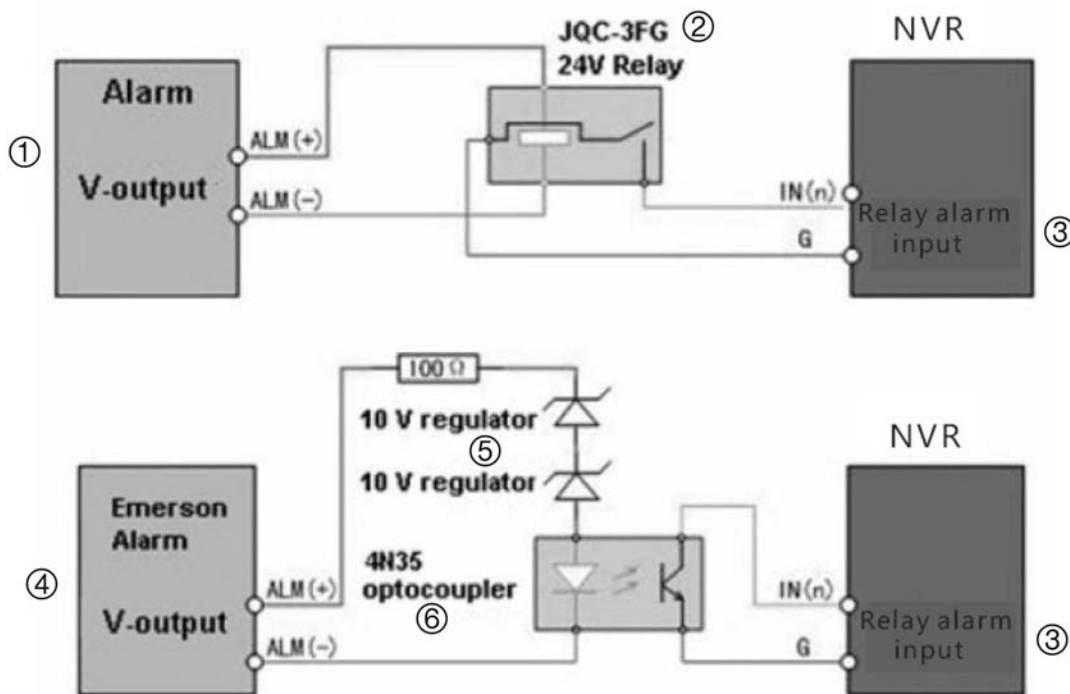 JQC-3FG ②
24V Relay
NVR
Alarm
V-output
①
ALM(+)
ALM(-)
IN(n)
G
Relay alarm
input
③
100Ω
10 V regulator
⑤
10 V regulator
NVR
Emerson
Alarm
V-output
④
4N35
optocoupler
⑥
ALM(+)
ALM(-)
IN(n)
G
Relay alarm
input
③